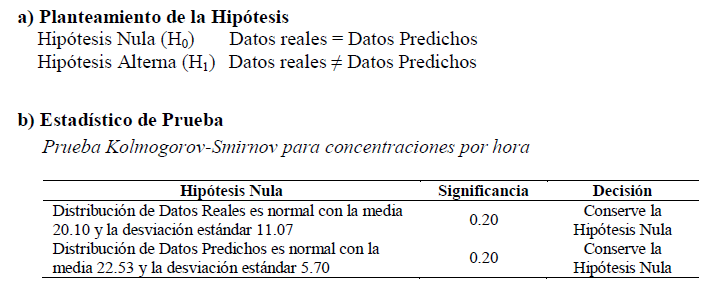 a) Planteamiento de la Hipótesis
Hipótesis Nula (H0) Datos reales = Datos Predichos
Hipótesis Alterna (H1) Datos reales ≠ Datos Predichos
b) Estadístico de Prueba
Prueba Kolmogorov-Smirnov para concentraciones por hora
Hipótesis Nula Significancia Decisión
Distribución de Datos Reales es normal con la media
20.10 y la desviación estándar 11.07
0.20
Conserve la
Hipótesis Nula
Distribución de Datos Predichos es normal con la
media 22.53 y la desviación estándar 5.70
0.20
Conserve la
Hipótesis Nula